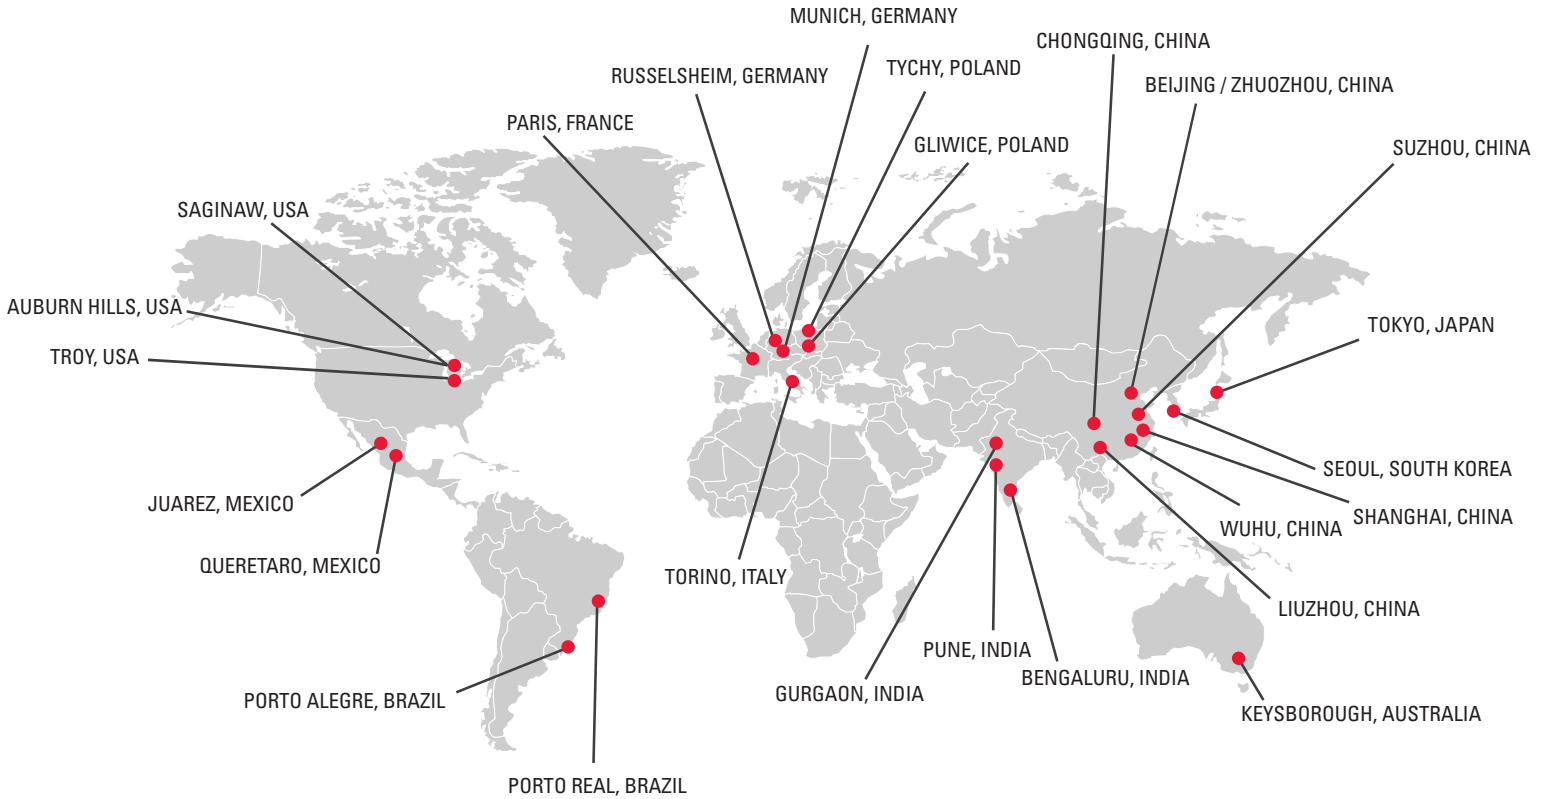 MUNICH, GERMANY
CHONGQING, CHINA
RUSSELSHEIM, GERMANY
TYCHY, POLAND
BEIJING / ZHUOZHOU, CHINA
PARIS, FRANCE
GLIWICE, POLAND
SUZHOU, CHINA
SAGINAW, USA
AUBURN HILLS, USA
TOKYO, JAPAN
TROY, USA
SEOUL, SOUTH KOREA
JUAREZ, MEXICO
SHANGHAI, CHINA
WUHU, CHINA
QUERETARO, MEXICO
TORINO, ITALY
LIUZHOU, CHINA
PUNE, INDIA
BENGALURU, INDIA
GURGAON, INDIA
PORTO ALEGRE, BRAZIL
KEYSBOROUGH, AUSTRALIA
PORTO REAL, BRAZIL